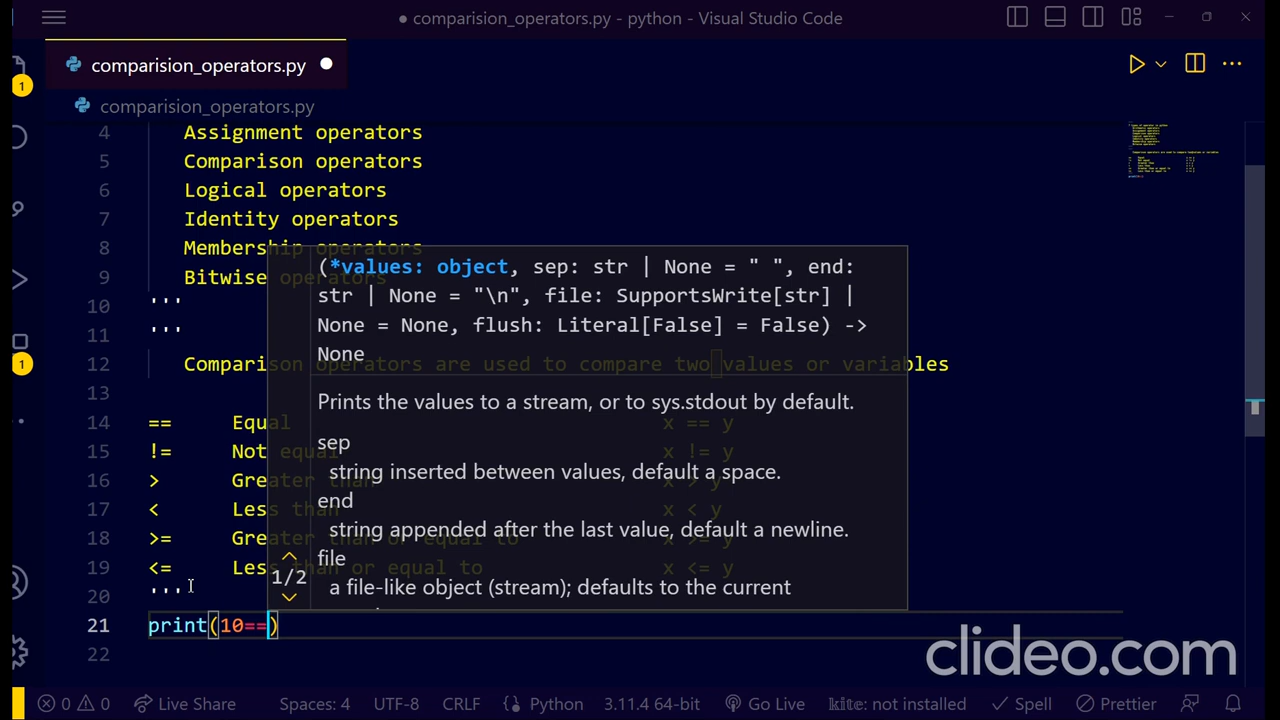 ● comparision_operators.py - python - Visual Studio Code
comparision_operators.py ●
1
comparision_operators.py
4 Assignment operators
5 Comparison operators
6 Logical operators
7 Identity operators
8 Membership operators
9 Bitwise operators
10 '''
11 '''
12 Comparison operators are used to compare two values or variables
13
14 == Equal x == y
15 != Not equal x != y
16 > Greater than x > y
17 < Less than x < y
18 >= Greater than or equal to x >= y
19 <= Less than or equal to x <= y
20 '''
21 print(10==)
22
1
(*values: object, sep: str | None = " ", end:
str | None = "\n", file: SupportsWrite[str] |
None = None, flush: Literal[False] = False) ->
None
Prints the values to a stream, or to sys.stdout by default.
sep
string inserted between values, default a space.
end
string appended after the last value, default a newline.
file
a file-like object (stream); defaults to the current
1/2
clideo.com
0 0 Live Share Spaces: 4 UTF-8 CRLF Python 3.11.4 64-bit Go Live kite: not installed Spell Prettier